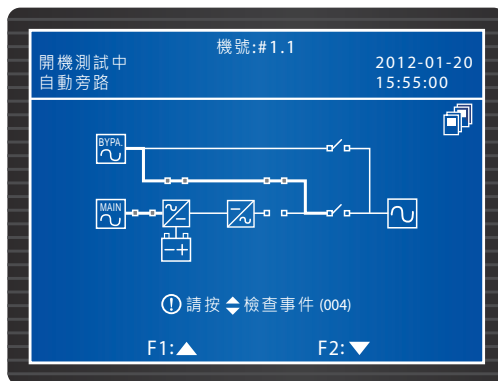 機號:#1.1
開機測試中
2012-01-20
自動旁路
15:55:00
BYPA.
MAIN
請按檢查事件 (004)
F1:
F2: